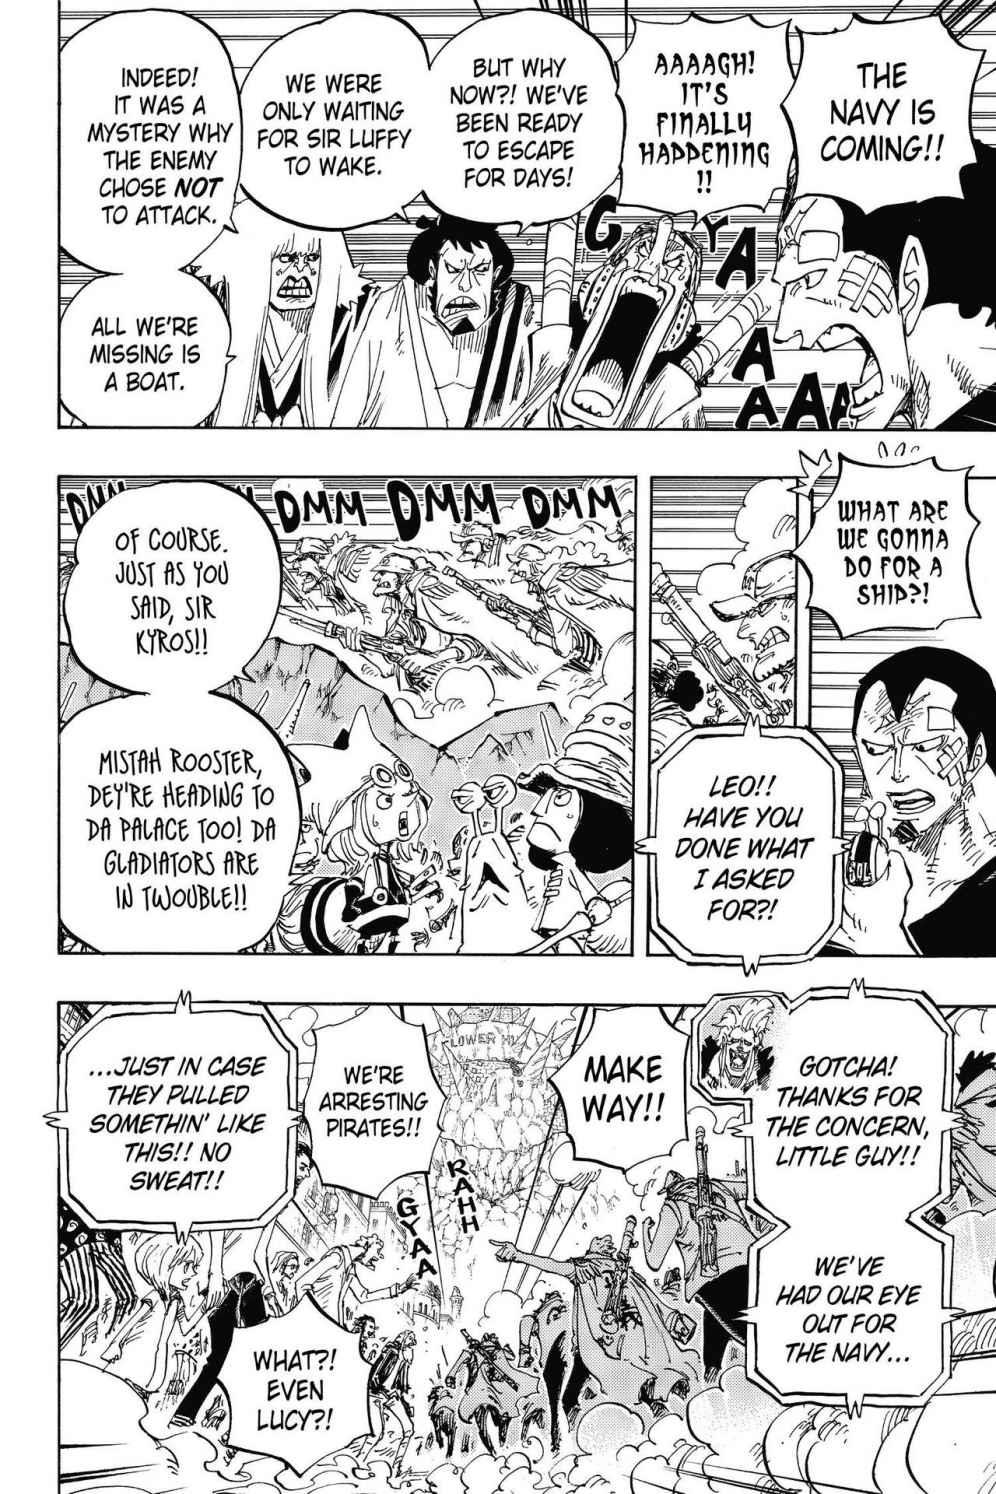 THE
NAVY IS
COMING!!
AAAAGH!
IT'S
FINALLY
HAPPENING
!!
GYAAAAAA
BUT WHY
NOW?! WE'VE
BEEN READY
TO ESCAPE
FOR DAYS!
WE WERE
ONLY WAITING
FOR SIR LUFFY
TO WAKE.
INDEED!
IT WAS A
MYSTERY WHY
THE ENEMY
CHOSE NOT
TO ATTACK.
ALL WE'RE
MISSING IS
A BOAT.
WHAT ARE
WE GONNA
DO FOR A
SHIP?!
LEO!!
HAVE YOU
DONE WHAT
I ASKED
FOR?!
DMM DMM DMM
OF COURSE.
JUST AS YOU
SAID, SIR
KYROS!!
MISTAH ROOSTER,
DEY'RE HEADING TO
DA PALACE TOO! DA
GLADIATORS ARE
IN TWOUBLE!!
GOTCHA!
THANKS FOR
THE CONCERN,
LITTLE GUY!!
WE'VE
HAD OUR EYE
OUT FOR
THE NAVY...
MAKE
WAY!!
LOWER
RAHH
WE'RE
ARRESTING
PIRATES!!
GYAA
...JUST IN CASE
THEY PULLED
SOMETHIN' LIKE
THIS!! NO
SWEAT!!
WHAT?!
EVEN
LUCY?!